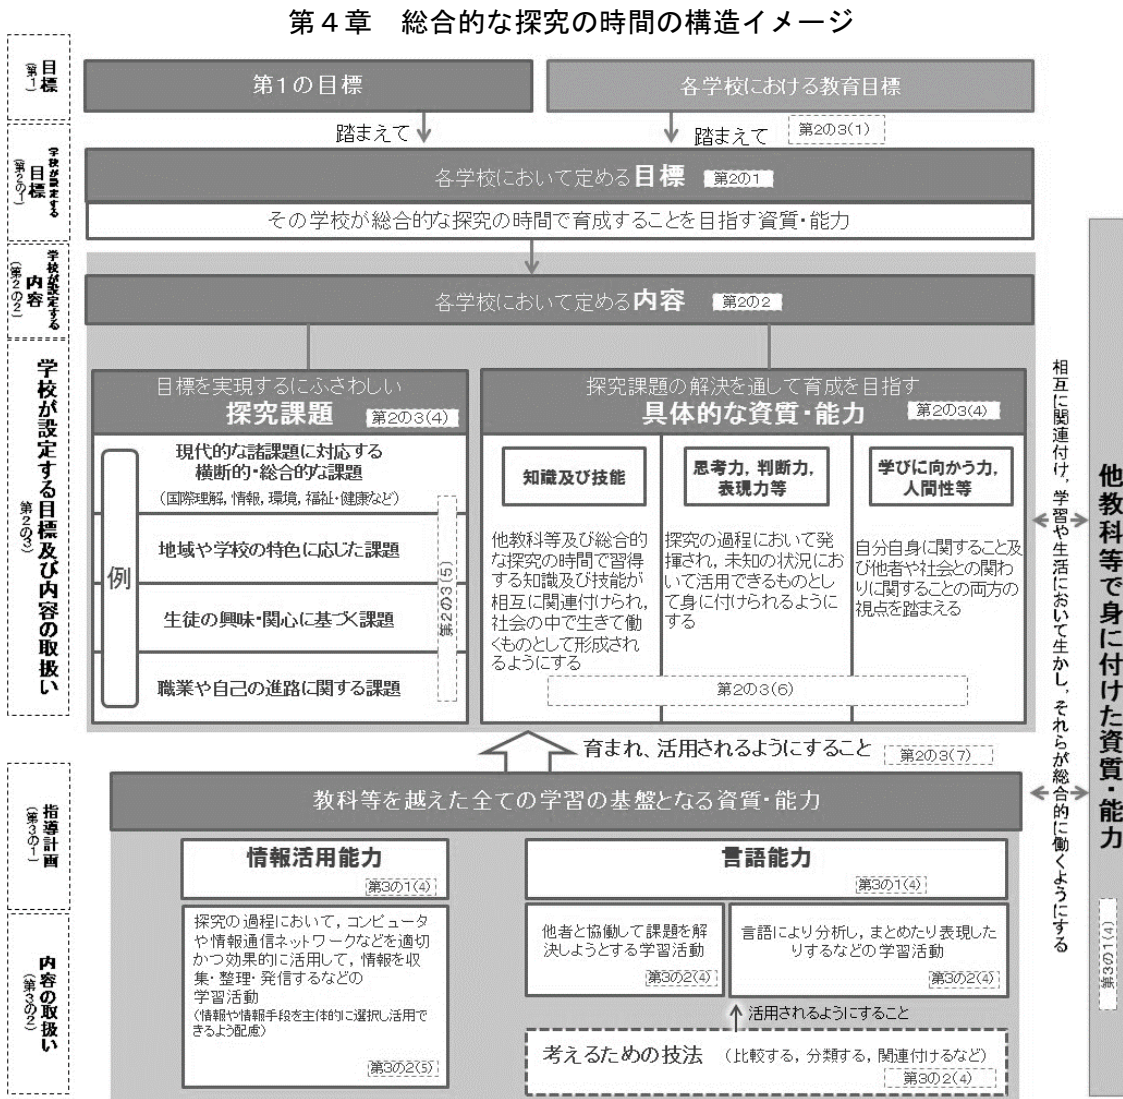 第４章　総合的な探究の時間の構造イメージ
目標
（第1）
第１の目標
各学校における教育目標
踏まえて
踏まえて
第2の3(1)
学校が設定する
目標
（第2の1）
各学校において定める目標 第2の1
その学校が総合的な探究の時間で育成することを目指す資質・能力
学校が設定する
内容
（第2の2）
各学校において定める内容 第2の2
学校が設定する目標及び内容の取扱い
（第2の3）
目標を実現するにふさわしい
探究課題 第2の3(4)
例
現代的な諸課題に対応する
横断的・総合的な課題
（国際理解, 情報, 環境, 福祉・健康など）
地域や学校の特色に応じた課題
生徒の興味・関心に基づく課題
職業や自己の進路に関する課題
第2の3(5)
探究課題の解決を通して育成を目指す
具体的な資質・能力 第2の3(4)
知識及び技能
他教科等及び総合的
な探究の時間で習得
する知識及び技能が
相互に関連付けられ,
社会の中で生きて働
くものとして形成され
るようにする
思考力, 判断力,
表現力等
探究の過程において発
揮され, 未知の状況にお
いて活用できるものとし
て身に付けられるように
する
学びに向かう力,
人間性等
自分自身に関すること及
び他者や社会との関わ
りに関することの両方の
視点を踏まえる
第2の3(6)
育まれ、活用されるようにすること
第2の3(7)
指導計画
（第3の1）
教科等を越えた全ての学習の基盤となる資質・能力
情報活用能力
第3の1(4)
言語能力
第3の1(4)
内容の取扱い
（第3の2）
探究の過程において, コンピュータ
や情報通信ネットワークなどを適切
かつ効果的に活用して, 情報を収
集・整理・発信するなどの
学習活動
（情報や情報手段を主体的に選択し活用で
きるよう配慮）
第3の2(5)
他者と協働して課題を解
決しようとする学習活動
第3の2(4)
言語により分析し, まとめたり表現した
りするなどの学習活動
第3の2(4)
活用されるようにすること
考えるための技法 （比較する, 分類する, 関連付けるなど）
第3の2(4)
相互に関連付け, 学習や生活において生かし, それらが総合的に働くようにする
他教科等で身に付けた資質・能力
第3の1(4)